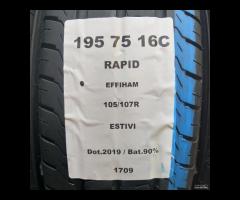 195 75 16C
RAPID
EFFIHAM
105/107R
ESTIVI
Dot.2019 / Bat.90%
1709